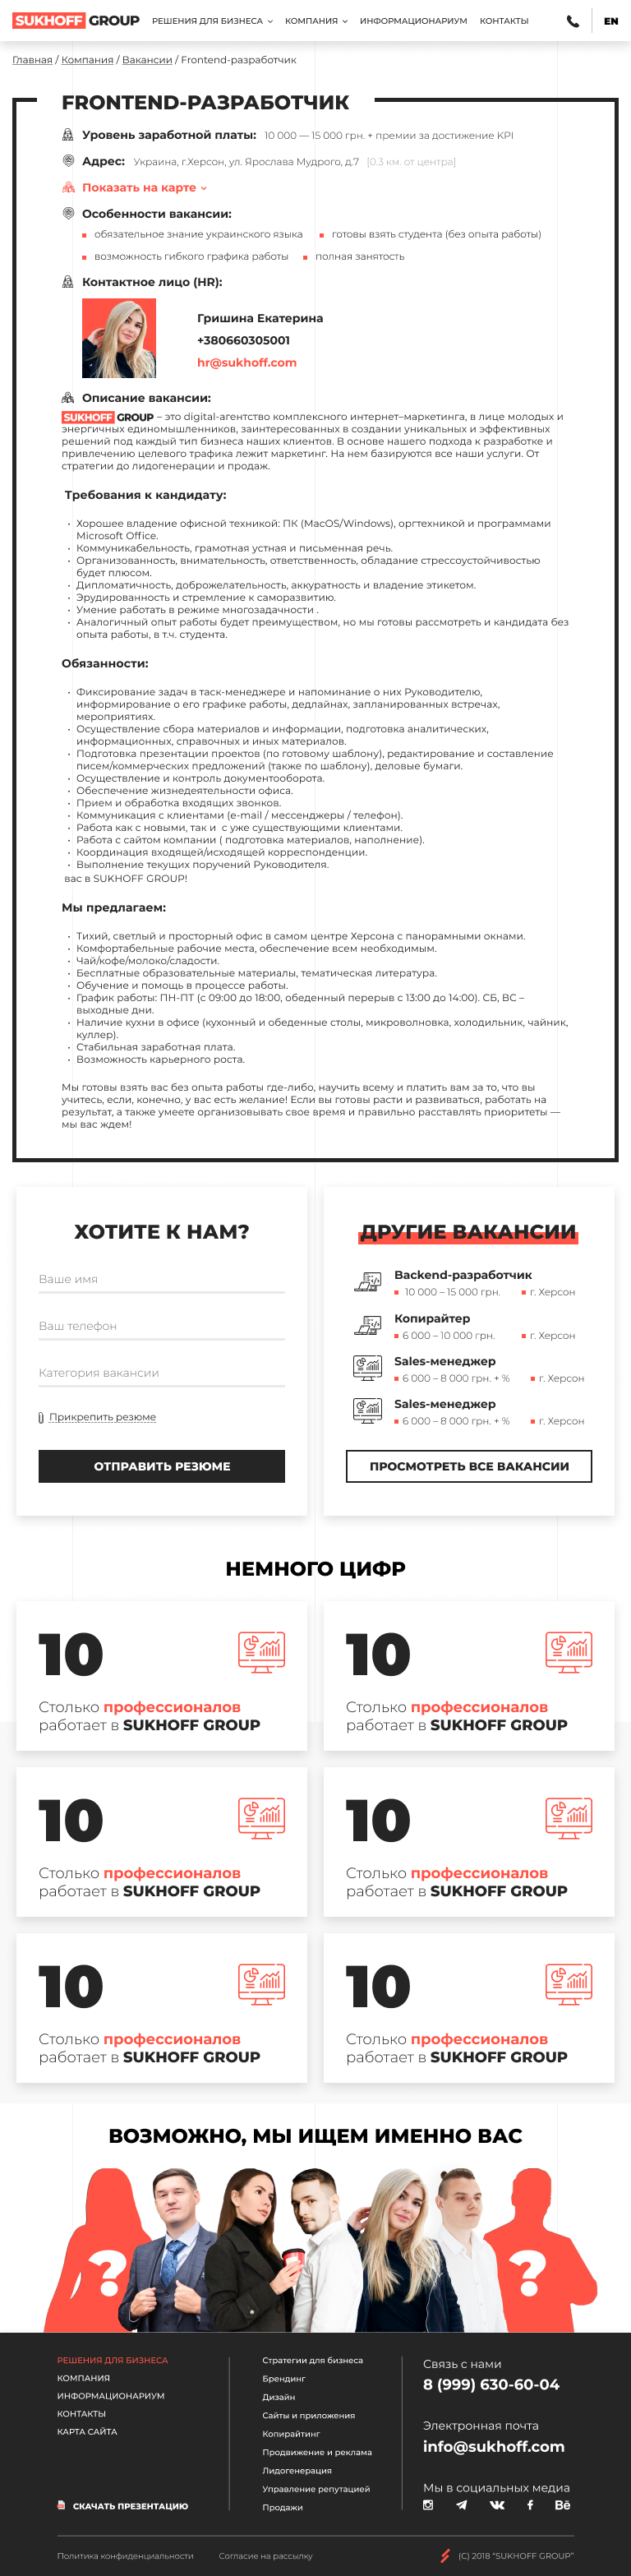 SUKHOFF GROUP РЕШЕНИЯ ДЛЯ БИЗНЕСА КОМПАНИЯ ИНФОРМАЦИОНАРИУМ КОНТАКТЫ EN
Главная / Компания / Вакансии / Frontend-разработчик
FRONTEND-РАЗРАБОТЧИК
Уровень заработной платы: 10 000 — 15 000 грн. + премии за достижение KPI
Адрес: Украина, г.Херсон, ул. Ярослава Мудрого, д.7 [0.3 км. от центра]
Показать на карте
Особенности вакансии:
обязательное знание украинского языка готовы взять студента (без опыта работы)
возможность гибкого графика работы полная занятость
Контактное лицо (HR):
Гришина Екатерина
+380660305001
hr@sukhoff.com
Описание вакансии:
SUKHOFF GROUP – это digital-агентство комплексного интернет–маркетинга, в лице молодых и
энергичных единомышленников, заинтересованных в создании уникальных и эффективных
решений под каждый тип бизнеса наших клиентов. В основе нашего подхода к разработке и
привлечению целевого трафика лежит маркетинг. На нем базируются все наши услуги. От
стратегии до лидогенерации и продаж.
Требования к кандидату:
• Хорошее владение офисной техникой: ПК (MacOS/Windows), оргтехникой и программами
Microsoft Office.
• Коммуникабельность, грамотная устная и письменная речь.
• Организованность, внимательность, ответственность, обладание стрессоустойчивостью
будет плюсом.
• Дипломатичность, доброжелательность, аккуратность и владение этикетом.
• Эрудированность и стремление к саморазвитию.
• Умение работать в режиме многозадачности .
• Аналогичный опыт работы будет преимуществом, но мы готовы рассмотреть и кандидата без
опыта работы, в т.ч. студента.
Обязанности:
• Фиксирование задач в таск-менеджере и напоминание о них Руководителю,
информирование о его графике работы, дедлайнах, запланированных встречах,
мероприятиях.
• Осуществление сбора материалов и информации, подготовка аналитических,
информационных, справочных и иных материалов.
• Подготовка презентации проектов (по готовому шаблону), редактирование и составление
писем/коммерческих предложений (также по шаблону), деловые бумаги.
• Осуществление и контроль документооборота.
• Обеспечение жизнедеятельности офиса.
• Прием и обработка входящих звонков.
• Коммуникация с клиентами (e-mail / мессенджеры / телефон).
• Работа как с новыми, так и с уже существующими клиентами.
• Работа с сайтом компании ( подготовка материалов, наполнение).
• Координация входящей/исходящей корреспонденции.
• Выполнение текущих поручений Руководителя.
вас в SUKHOFF GROUP!
Мы предлагаем:
• Тихий, светлый и просторный офис в самом центре Херсона с панорамными окнами.
• Комфортабельные рабочие места, обеспечение всем необходимым.
• Чай/кофе/молоко/сладости.
• Бесплатные образовательные материалы, тематическая литература.
• Обучение и помощь в процессе работы.
• График работы: ПН-ПТ (с 09:00 до 18:00, обеденный перерыв с 13:00 до 14:00). СБ, ВС –
выходные дни.
• Наличие кухни в офисе (кухонный и обеденные столы, микроволновка, холодильник, чайник,
куллер).
• Стабильная заработная плата.
• Возможность карьерного роста.
Мы готовы взять вас без опыта работы где-либо, научить всему и платить вам за то, что вы
учитесь, если, конечно, у вас есть желание! Если вы готовы расти и развиваться, работать на
результат, а также умеете организовывать свое время и правильно расставлять приоритеты —
мы вас ждем!
ХОТИТЕ К НАМ?
Ваше имя
Ваш телефон
Категория вакансии
Прикрепить резюме
ОТПРАВИТЬ РЕЗЮМЕ
ДРУГИЕ ВАКАНСИИ
Backend-разработчик
10 000 – 15 000 грн. г. Херсон
Копирайтер
6 000 – 10 000 грн. г. Херсон
Sales-менеджер
6 000 – 8 000 грн. + % г. Херсон
Sales-менеджер
6 000 – 8 000 грн. + % г. Херсон
ПРОСМОТРЕТЬ ВСЕ ВАКАНСИИ
НЕМНОГО ЦИФР
10
Столько профессионалов
работает в SUKHOFF GROUP
10
Столько профессионалов
работает в SUKHOFF GROUP
10
Столько профессионалов
работает в SUKHOFF GROUP
10
Столько профессионалов
работает в SUKHOFF GROUP
10
Столько профессионалов
работает в SUKHOFF GROUP
10
Столько профессионалов
работает в SUKHOFF GROUP
ВОЗМОЖНО, МЫ ИЩЕМ ИМЕННО ВАС
? ?
РЕШЕНИЯ ДЛЯ БИЗНЕСА
КОМПАНИЯ
ИНФОРМАЦИОНАРИУМ
КОНТАКТЫ
КАРТА САЙТА
СКАЧАТЬ ПРЕЗЕНТАЦИЮ
Стратегии для бизнеса
Брендинг
Дизайн
Сайты и приложения
Копирайтинг
Продвижение и реклама
Лидогенерация
Управление репутацией
Продажи
Связь с нами
8 (999) 630-60-04
Электронная почта
info@sukhoff.com
Мы в социальных медиа
Bē
Политика конфиденциальности Согласие на рассылку (C) 2018 "SUKHOFF GROUP"